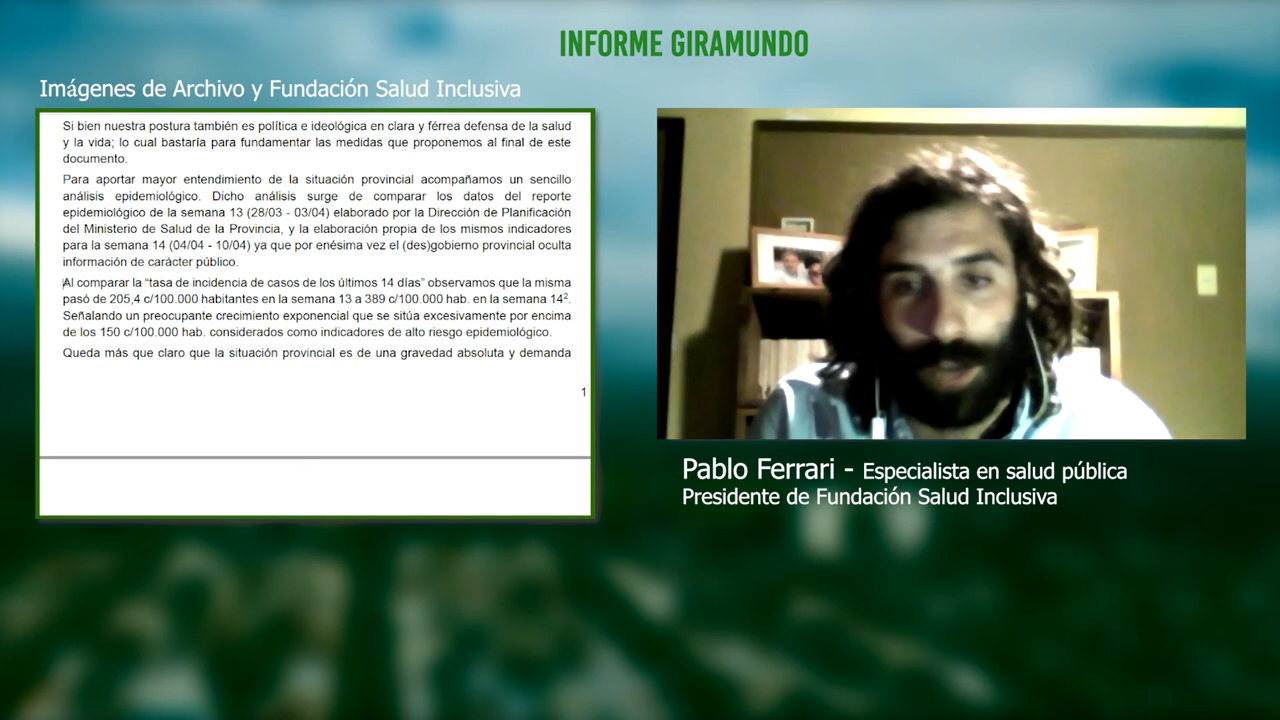 INFORME GIRAMUNDO
Imágenes de Archivo y Fundación Salud Inclusiva
Si bien nuestra postura también es política e ideológica en clara y férrea defensa de la salud
y la vida; lo cual bastaría para fundamentar las medidas que proponemos al final de este
documento.
Para aportar mayor entendimiento de la situación provincial acompañamos un sencillo
análisis epidemiológico. Dicho análisis surge de comparar los datos del reporte
epidemiológico de la semana 13 (28/03 - 03/04) elaborado por la Dirección de Planificación
del Ministerio de Salud de la Provincia, y la elaboración propia de los mismos indicadores
para la semana 14 (04/04 - 10/04) ya que por enésima vez el (des)gobierno provincial oculta
información de carácter público.
Al comparar la “tasa de incidencia de casos de los últimos 14 días” observamos que la misma
pasó de 205,4 c/100.000 habitantes en la semana 13 a 389 c/100.000 hab. en la semana 14².
Señalando un preocupante crecimiento exponencial que se sitúa excesivamente por encima
de los 150 c/100.000 hab. considerados como indicadores de alto riesgo epidemiológico.
Queda más que claro que la situación provincial es de una gravedad absoluta y demanda
1
Pablo Ferrari - Especialista en salud pública
Presidente de Fundación Salud Inclusiva